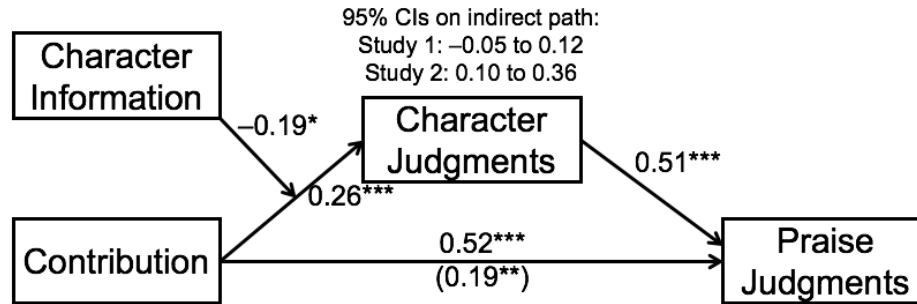 95% CIs on indirect path:
Study 1: –0.05 to 0.12
Study 2: 0.10 to 0.36
Character
Information
–0.19*
Character
Judgments
0.26***
0.51***
Contribution
0.52***
(0.19**)
Praise
Judgments